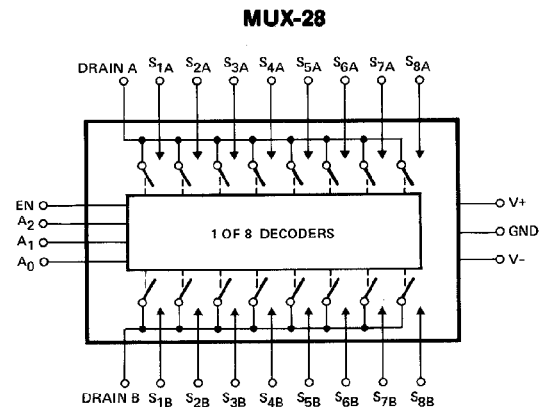 MUX-28
DRAIN A S1A S2A S3A S4A S5A S6A S7A S8A
EN
A2
A1
A0
1 OF 8 DECODERS
V+
GND
V−
DRAIN B S1B S2B S3B S4B S5B S6B S7B S8B